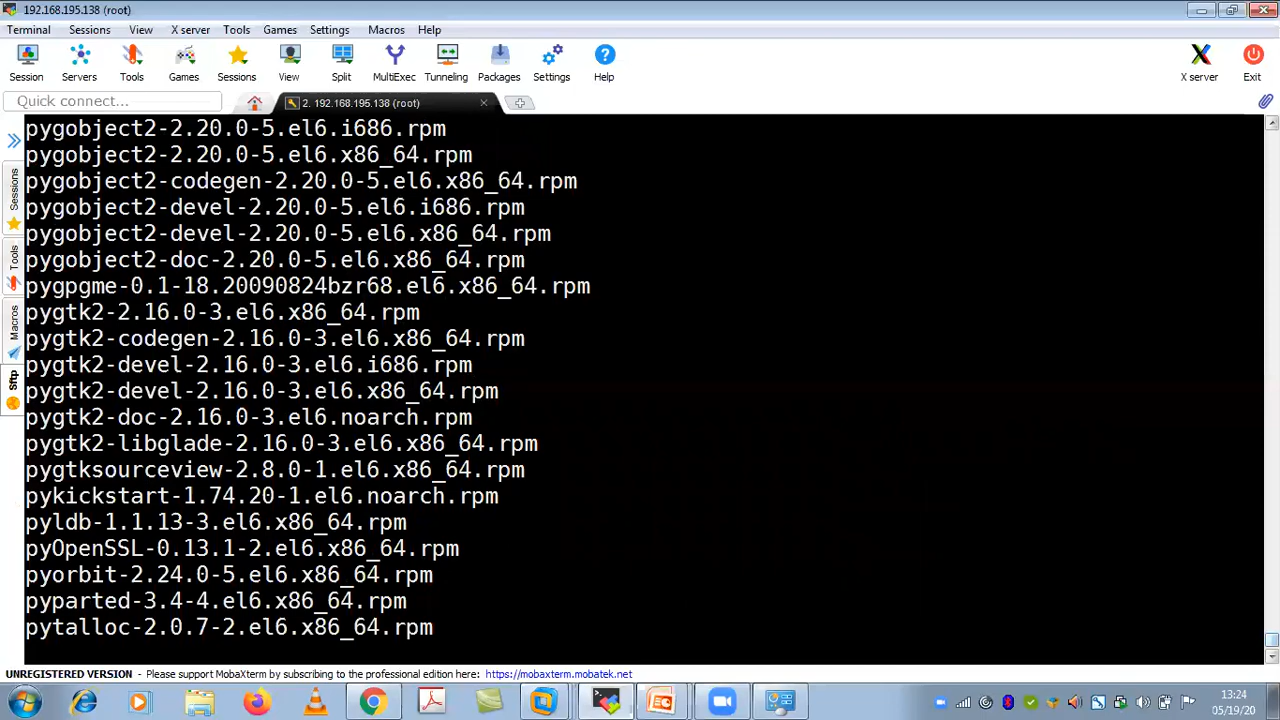 192.168.195.138 (root)
Terminal Sessions View X server Tools Games Settings Macros Help
Session Servers Tools Games Sessions View Split MultiExec Tunneling Packages Settings Help X server Exit
Quick connect...
2. 192.168.195.138 (root)
Sessions
Tools
Macros
Sftp
pygobject2-2.20.0-5.el6.i686.rpm
pygobject2-2.20.0-5.el6.x86_64.rpm
pygobject2-codegen-2.20.0-5.el6.x86_64.rpm
pygobject2-devel-2.20.0-5.el6.i686.rpm
pygobject2-devel-2.20.0-5.el6.x86_64.rpm
pygobject2-doc-2.20.0-5.el6.x86_64.rpm
pygpgme-0.1-18.20090824bzr68.el6.x86_64.rpm
pygtk2-2.16.0-3.el6.x86_64.rpm
pygtk2-codegen-2.16.0-3.el6.x86_64.rpm
pygtk2-devel-2.16.0-3.el6.i686.rpm
pygtk2-devel-2.16.0-3.el6.x86_64.rpm
pygtk2-doc-2.16.0-3.el6.noarch.rpm
pygtk2-libglade-2.16.0-3.el6.x86_64.rpm
pygtksourceview-2.8.0-1.el6.x86_64.rpm
pykickstart-1.74.20-1.el6.noarch.rpm
pyldb-1.1.13-3.el6.x86_64.rpm
pyOpenSSL-0.13.1-2.el6.x86_64.rpm
pyorbit-2.24.0-5.el6.x86_64.rpm
pyparted-3.4-4.el6.x86_64.rpm
pytalloc-2.0.7-2.el6.x86_64.rpm
UNREGISTERED VERSION - Please support MobaXterm by subscribing to the professional edition here: https://mobaxterm.mobatek.net
13:24
05/19/20